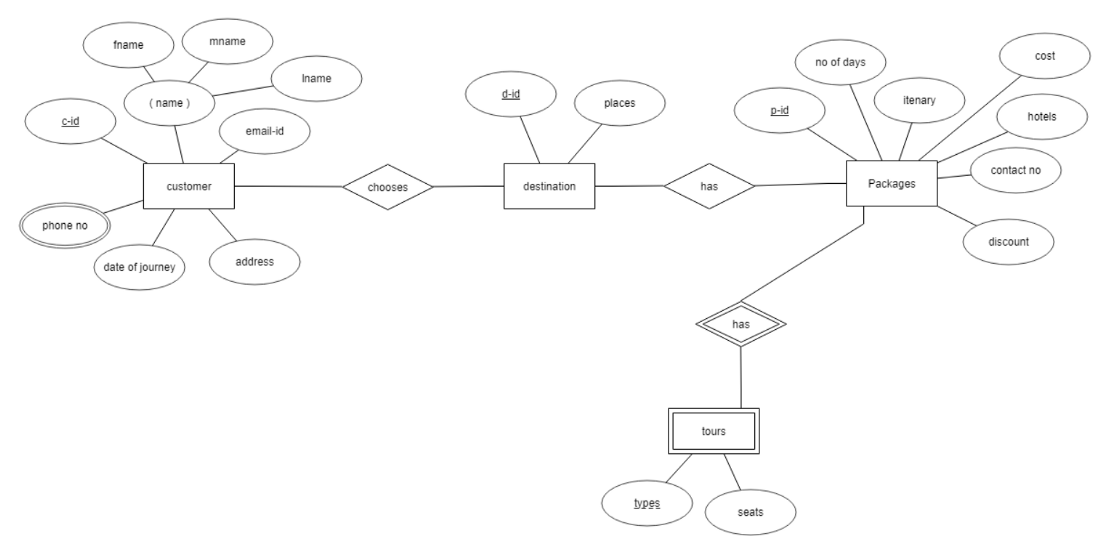 fname
mname
lname
( name )
c-id
email-id
customer
phone no
date of journey
address
chooses
d-id
places
destination
has
no of days
cost
itenary
p-id
hotels
contact no
Packages
discount
has
tours
types
seats